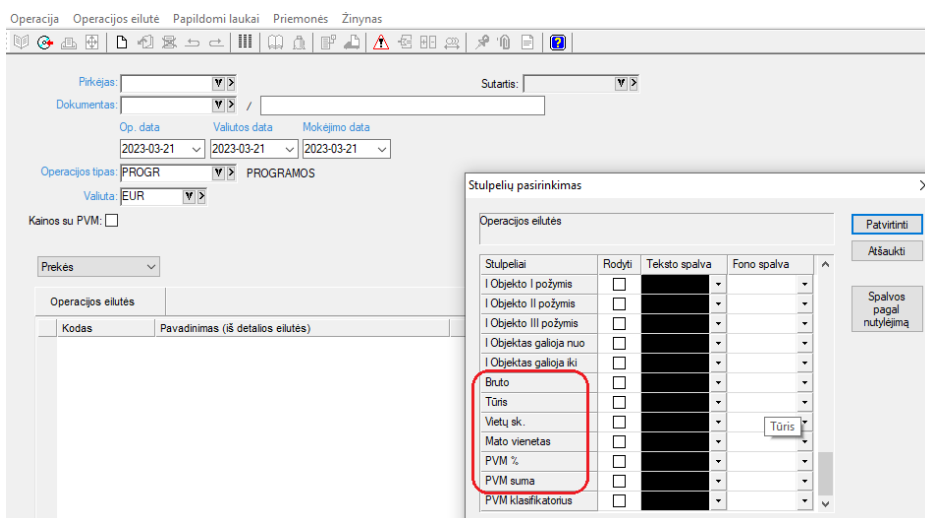 Operacija Operacijos eilutė Papildomi laukai Priemonės Žinynas
Pirkėjas: Sutartis:
Dokumentas: /
Op. data Valiutos data Mokėjimo data
2023-03-21 2023-03-21 2023-03-21
Operacijos tipas: PROGR PROGRAMOS
Valiuta: EUR
Kainos su PVM:
Prekės
Operacijos eilutės
Kodas Pavadinimas (iš detalios eilutės)
Stulpelių pasirinkimas
Operacijos eilutės
Patvirtinti
Atšaukti
Spalvos
pagal
nutylėjimą
Stulpeliai Rodyti Teksto spalva Fono spalva
I Objekto I požymis
I Objekto II požymis
I Objekto III požymis
I Objektas galioja nuo
I Objektas galioja iki
Bruto
Tūris
Vietų sk.
Tūris
Mato vienetas
PVM %
PVM suma
PVM klasifikatorius